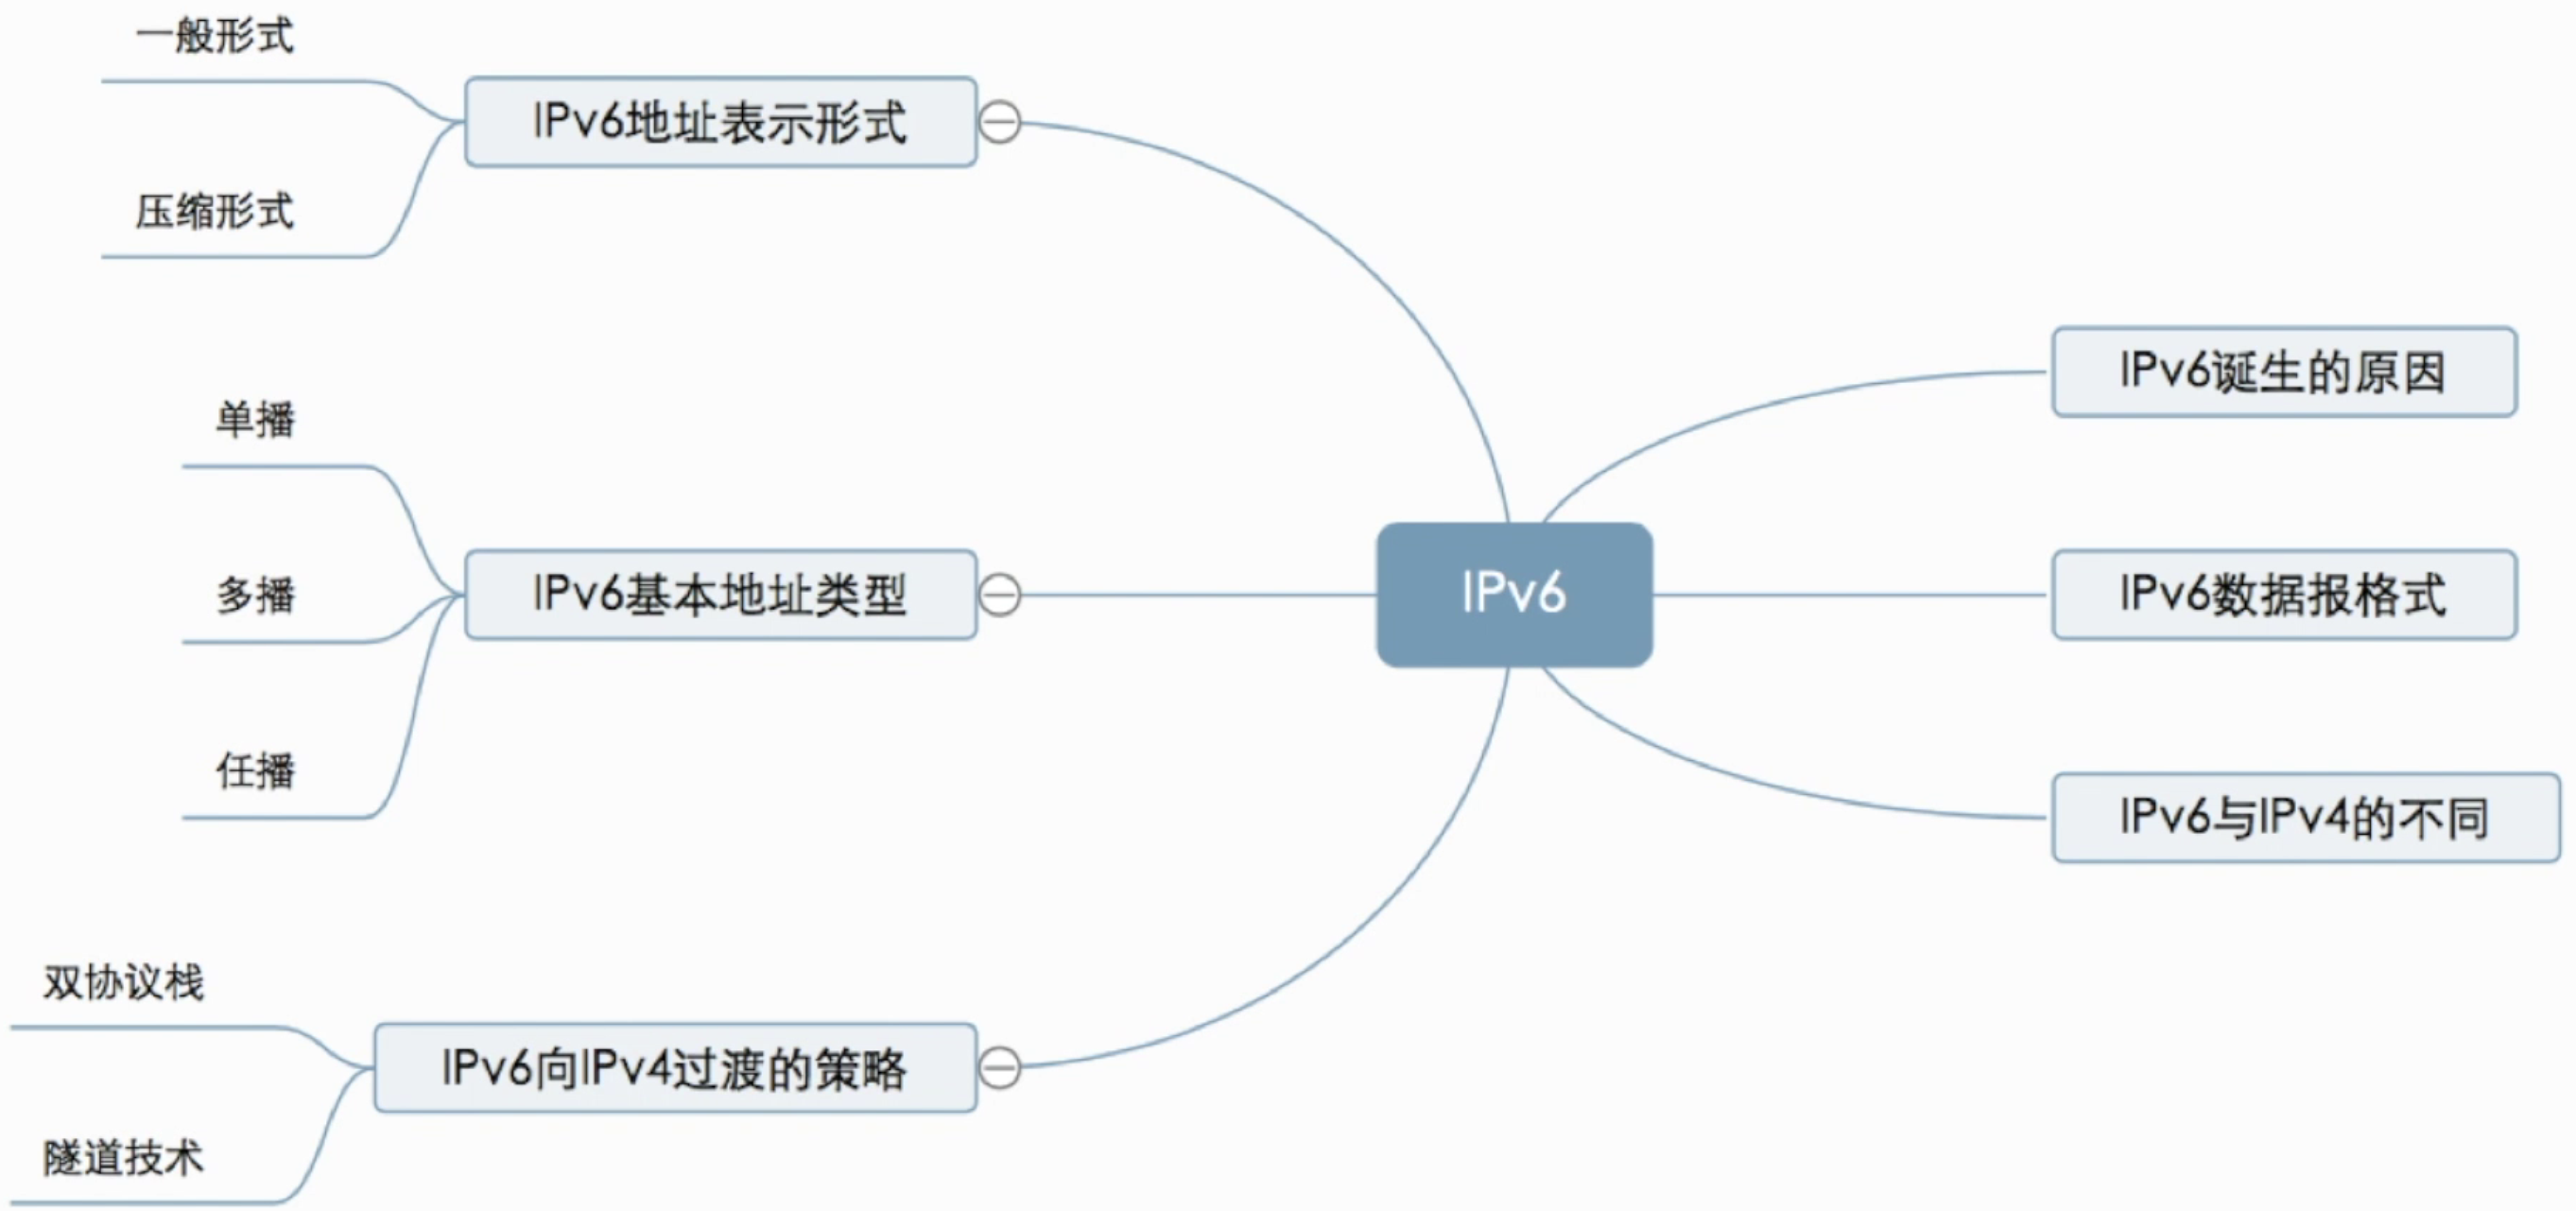 一般形式
IPv6地址表示形式
压缩形式
单播
多播
IPv6基本地址类型
任播
双协议栈
IPv6向IPv4过渡的策略
隧道技术
IPv6
IPv6诞生的原因
IPv6数据报格式
IPv6与IPv4的不同